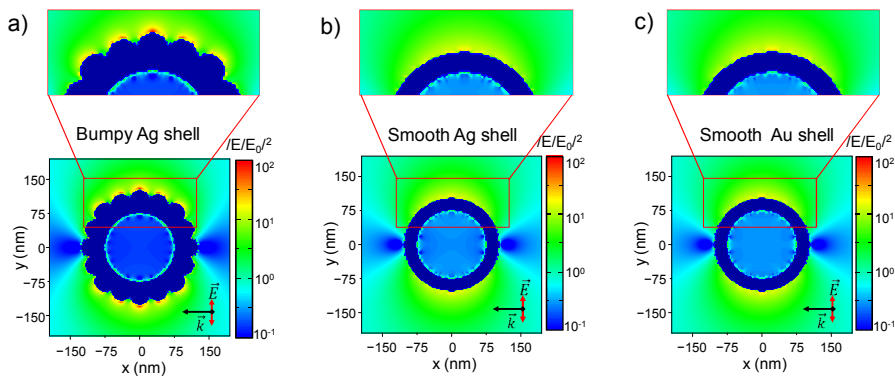 a)
b)
c)
Bumpy Ag shell
Smooth Ag shell
Smooth Au shell
/E/E₀/²
/E/E₀/²
/E/E₀/²
10²
10¹
10⁰
10⁻¹
10²
10¹
10⁰
10⁻¹
10²
10¹
10⁰
10⁻¹
y (nm)
150
75
0
−75
−150
y (nm)
150
75
0
−75
−150
y (nm)
150
75
0
−75
−150
E⃗
k⃗
E⃗
k⃗
E⃗
k⃗
−150 −75 0 75 150
−150 −75 0 75 150
−150 −75 0 75 150
x (nm)
x (nm)
x (nm)